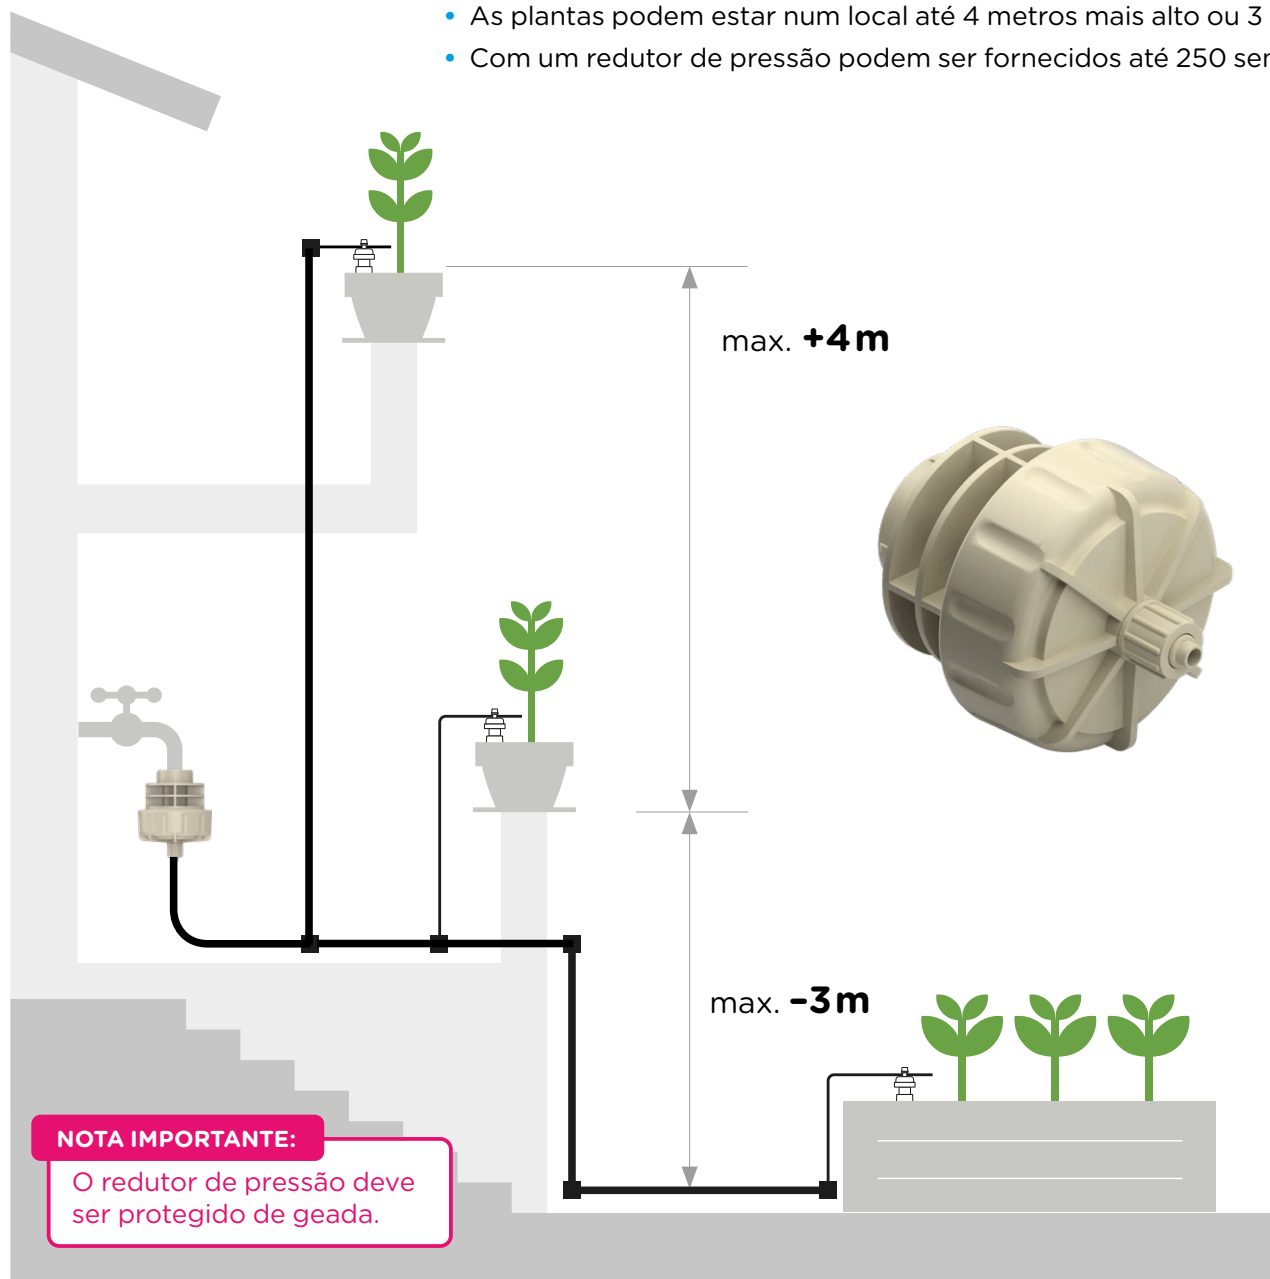 • As plantas podem estar num local até 4 metros mais alto ou 3
• Com um redutor de pressão podem ser fornecidos até 250
max. +4m
max. –3m
NOTA IMPORTANTE:
O redutor de pressão deve
ser protegido de geada.